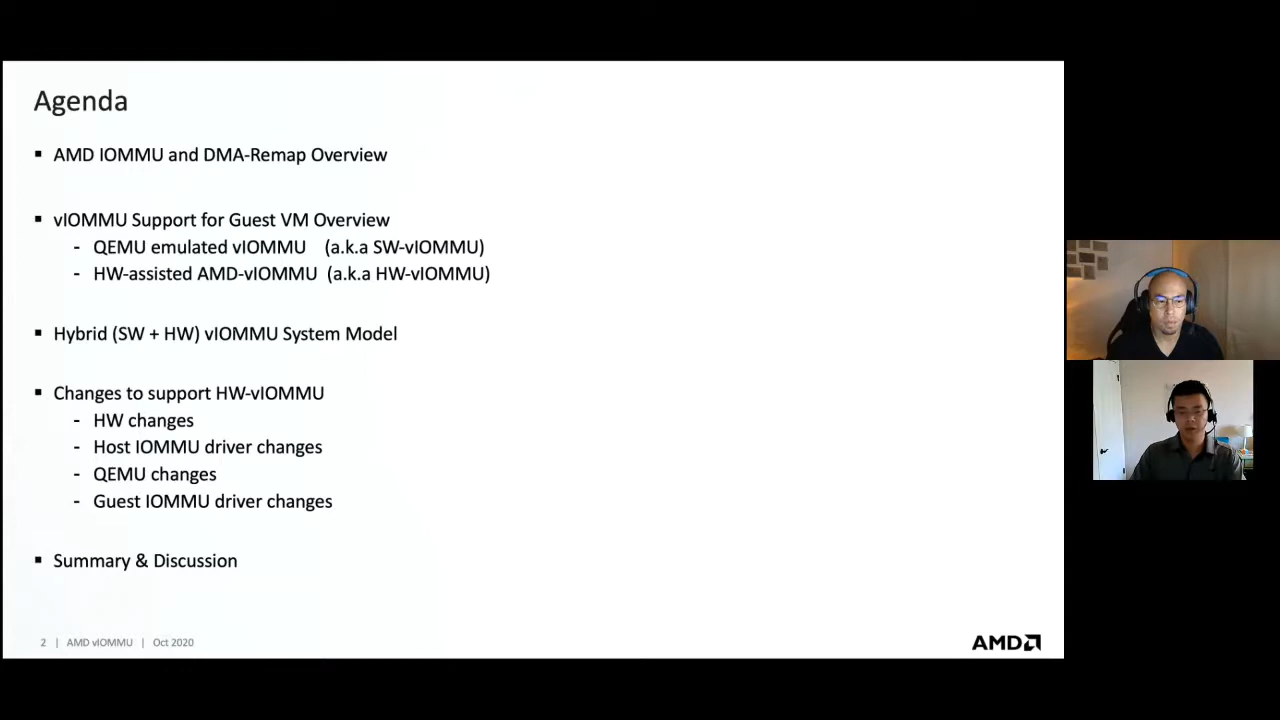 Agenda
▪ AMD IOMMU and DMA-Remap Overview
▪ vIOMMU Support for Guest VM Overview
- QEMU emulated vIOMMU (a.k.a SW-vIOMMU)
- HW-assisted AMD-vIOMMU (a.k.a HW-vIOMMU)
▪ Hybrid (SW + HW) vIOMMU System Model
▪ Changes to support HW-vIOMMU
- HW changes
- Host IOMMU driver changes
- QEMU changes
- Guest IOMMU driver changes
▪ Summary & Discussion
2 | AMD vIOMMU | Oct 2020
AMD